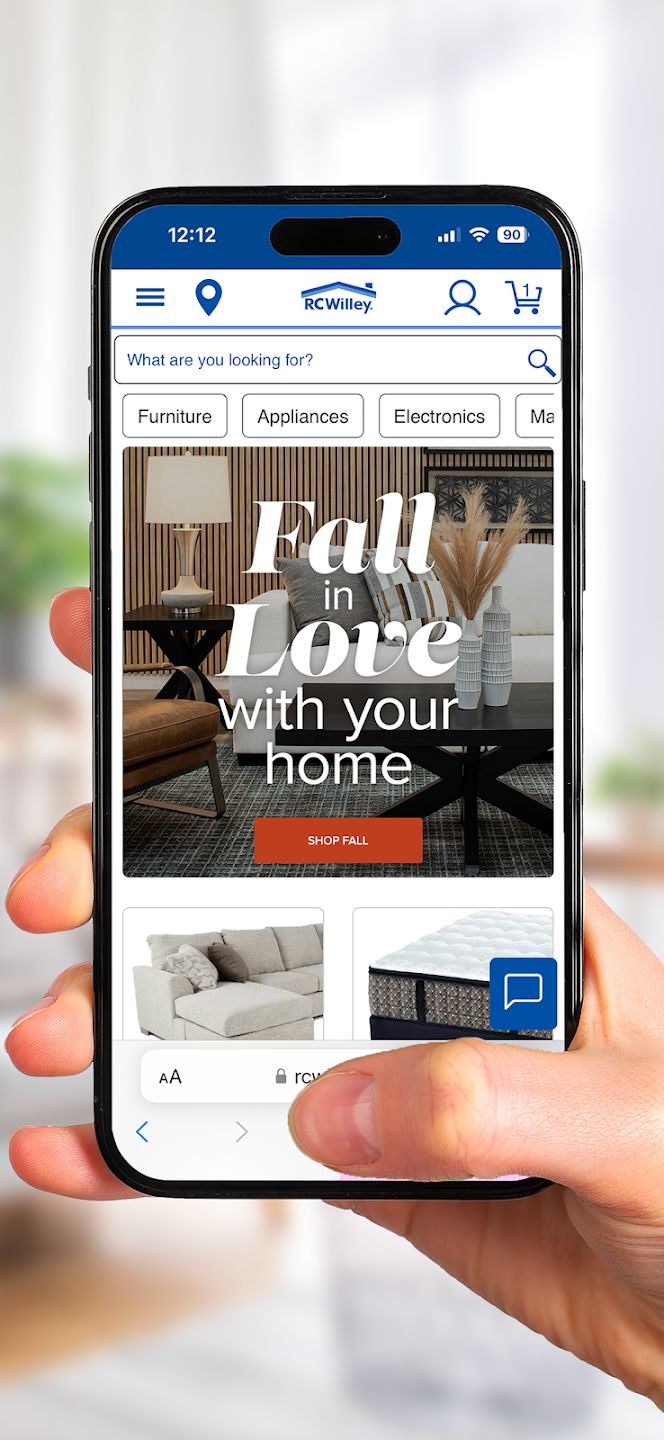 12:12
90
RCWilley
1
What are you looking for?
Furniture
Appliances
Electronics
Ma
Fall
in
Love
with your
home
SHOP FALL
AA
rcwi